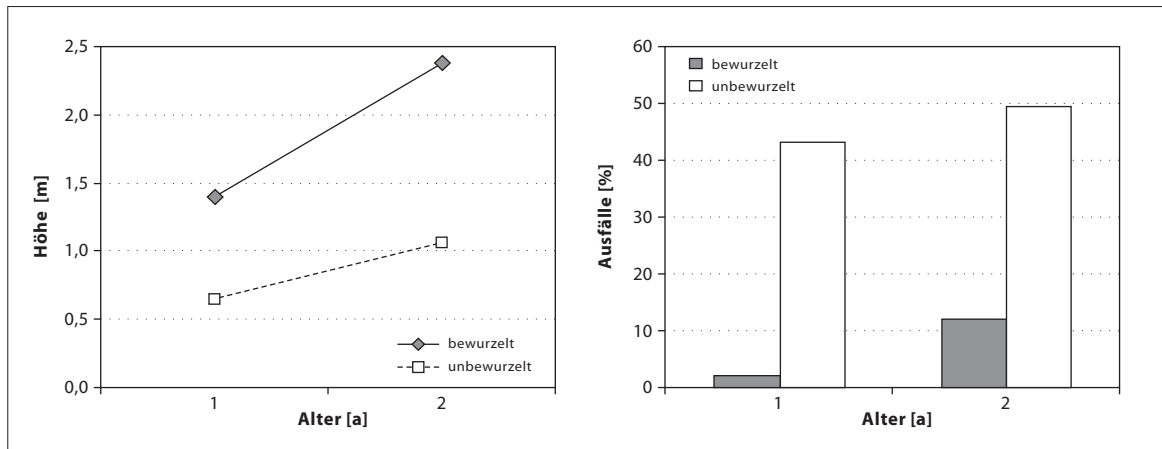 2,5
2,0
1,5
1,0
0,5
0,0
Höhe [m]
bewurzelt
unbewurzelt
1
2
Alter [a]
60
50
40
30
20
10
0
Ausfälle [%]
bewurzelt
unbewurzelt
1
2
Alter [a]